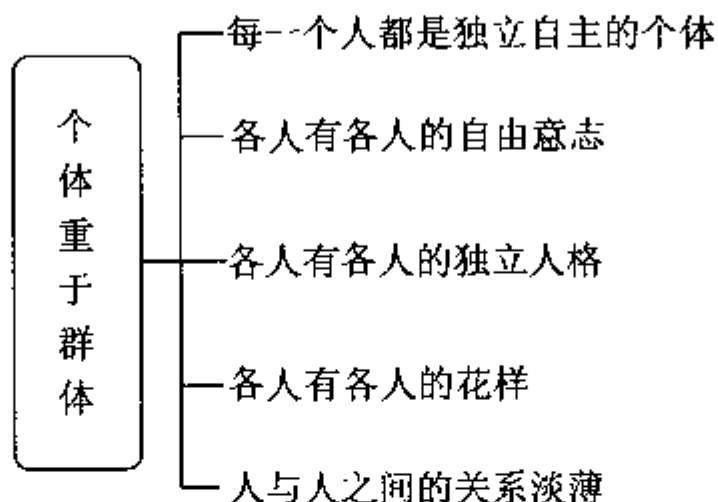 个体重于群体
每一个人都是独立自主的个体
各人有各人的自由意志
各人有各人的独立人格
各人有各人的花样
人与人之间的关系淡薄